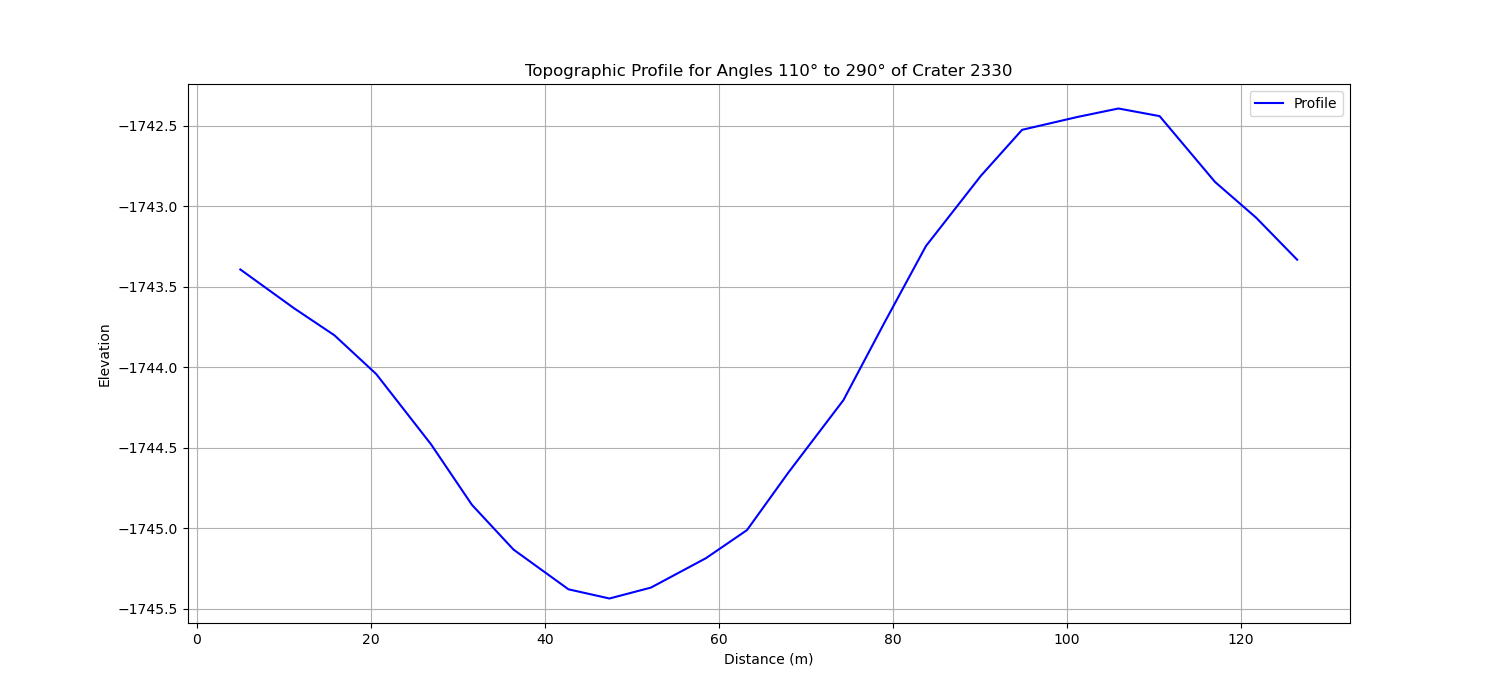 Topographic Profile for Angles 110° to 290° of Crater 2330
Profile
−1742.5
−1743.0
−1743.5
−1744.0
−1744.5
−1745.0
−1745.5
Elevation
0 20 40 60 80 100 120
Distance (m)